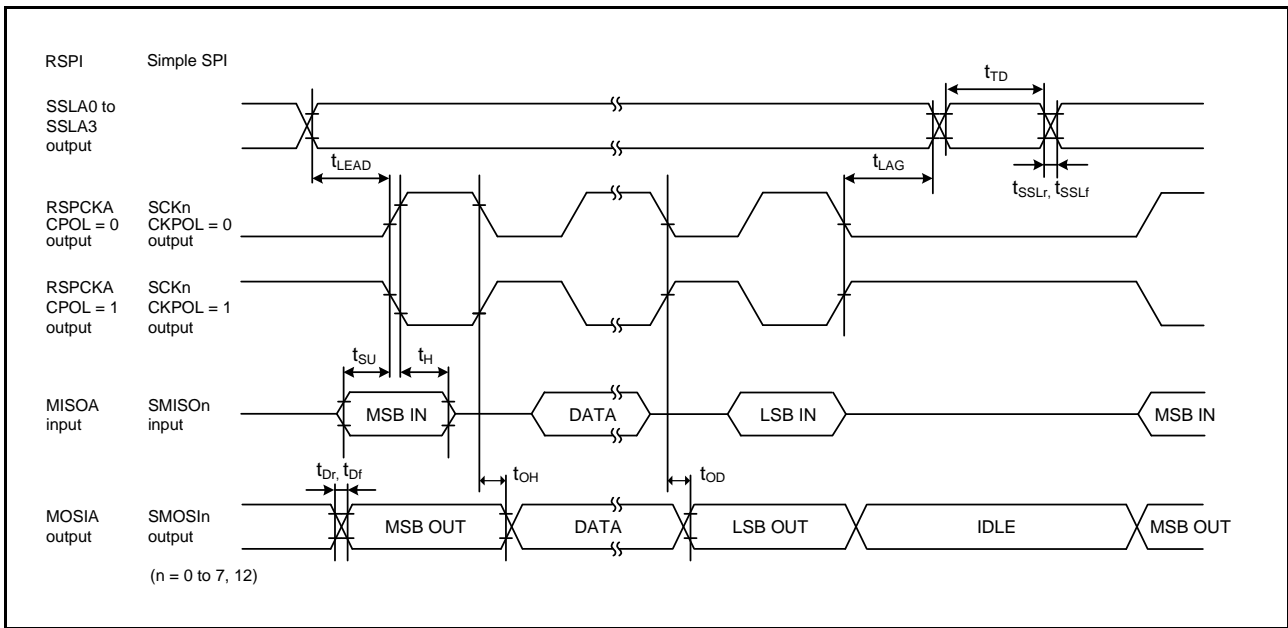 RSPI Simple SPI
tTD
SSLA0 to
SSLA3
output
tLEAD
tLAG
tSSLr, tSSLf
RSPCKA SCKn
CPOL = 0 CKPOL = 0
output output
RSPCKA SCKn
CPOL = 1 CKPOL = 1
output output
tSU tH
MISOA SMISOn
input input
MSB IN DATA LSB IN MSB IN
tDr, tDf tOH tOD
MOSIA SMOSIn
output output
MSB OUT DATA LSB OUT IDLE MSB OUT
(n = 0 to 7, 12)